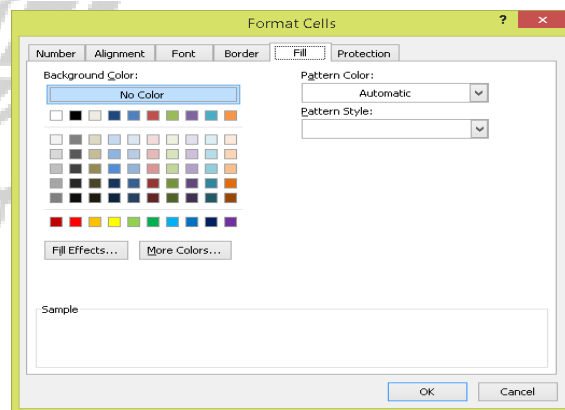 Format Cells ? ×
Number Alignment Font Border Fill Protection
Background Color:
No Color
Pattern Color:
Automatic
Pattern Style:
Fill Effects... More Colors...
Sample
OK Cancel